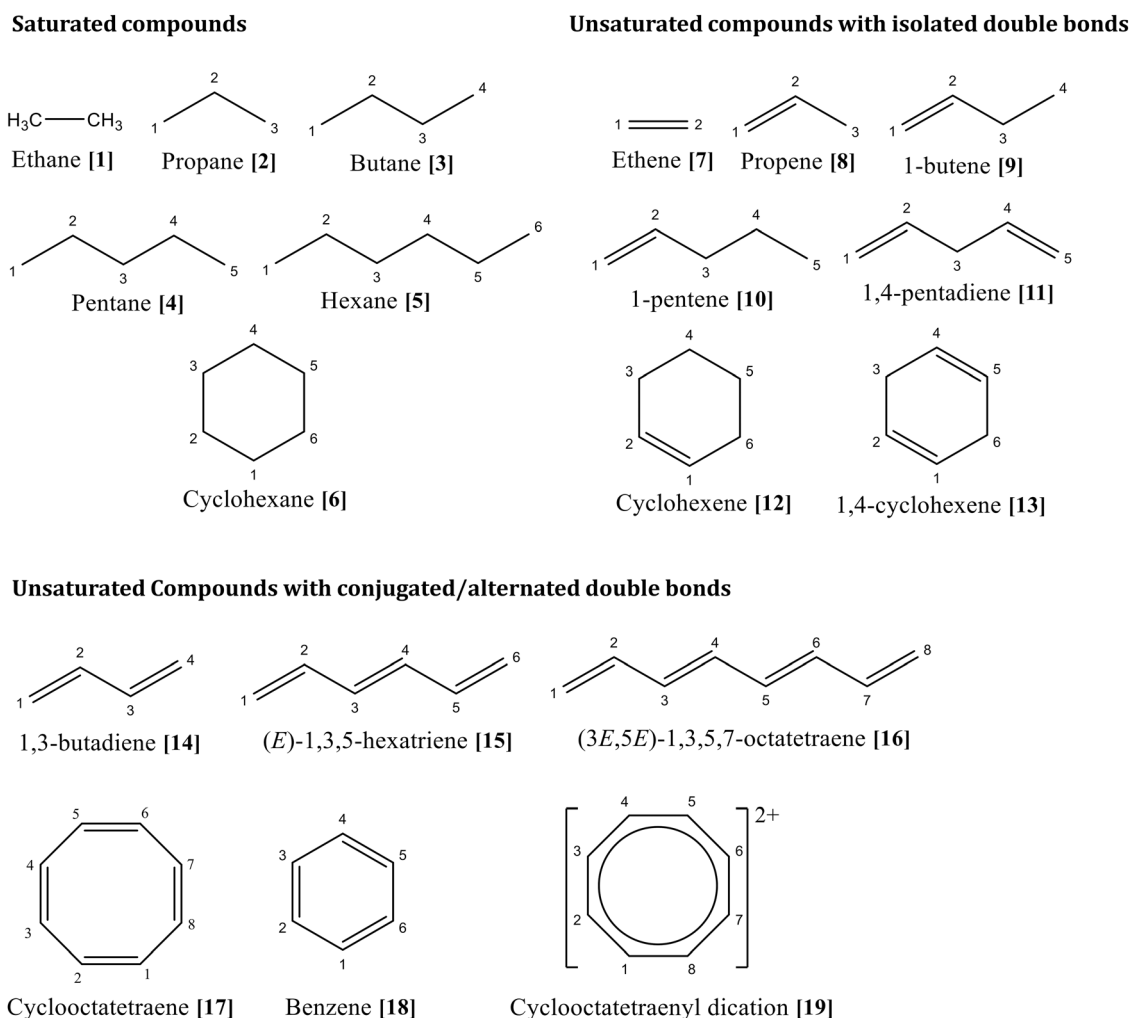 Saturated compounds
Unsaturated compounds with isolated double bonds
H3C CH3
1 2 3
1 2 3 4
1 2
1 2 3
1 2 3 4
Ethane [1]
Propane [2]
Butane [3]
Ethene [7]
Propene [8]
1-butene [9]
1 2 3 4 5
1 2 3 4 5 6
1 2 3 4 5
1 2 3 4 5
Pentane [4]
Hexane [5]
1-pentene [10]
1,4-pentadiene [11]
4
3 5
2 6
1
4
3 5
2 6
1
4
3 5
2 6
1
Cyclohexane [6]
Cyclohexene [12]
1,4-cyclohexene [13]
Unsaturated Compounds with conjugated/alternated double bonds
1 2 3 4
1 2 3 4 5 6
1 2 3 4 5 6 7 8
1,3-butadiene [14]
(E)-1,3,5-hexatriene [15]
(3E,5E)-1,3,5,7-octatetraene [16]
5 6
4 7
3 8
2 1
4
3 5
2 6
1
4 5
3 6
2 7
1 8
2+
Cyclooctatetraene [17]
Benzene [18]
Cyclooctatetraenyl dication [19]